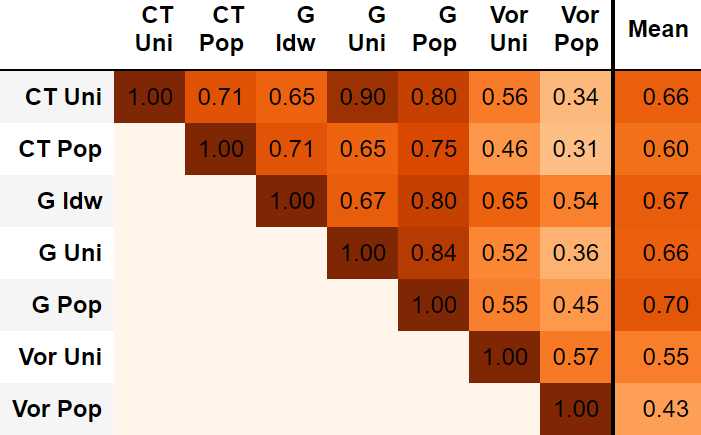 CT CT G G G Vor Vor
Uni Pop Idw Uni Pop Uni Pop Mean
CT Uni 1.00 0.71 0.65 0.90 0.80 0.56 0.34 0.66
CT Pop 1.00 0.71 0.65 0.75 0.46 0.31 0.60
G Idw 1.00 0.67 0.80 0.65 0.54 0.67
G Uni 1.00 0.84 0.52 0.36 0.66
G Pop 1.00 0.55 0.45 0.70
Vor Uni 1.00 0.57 0.55
Vor Pop 1.00 0.43